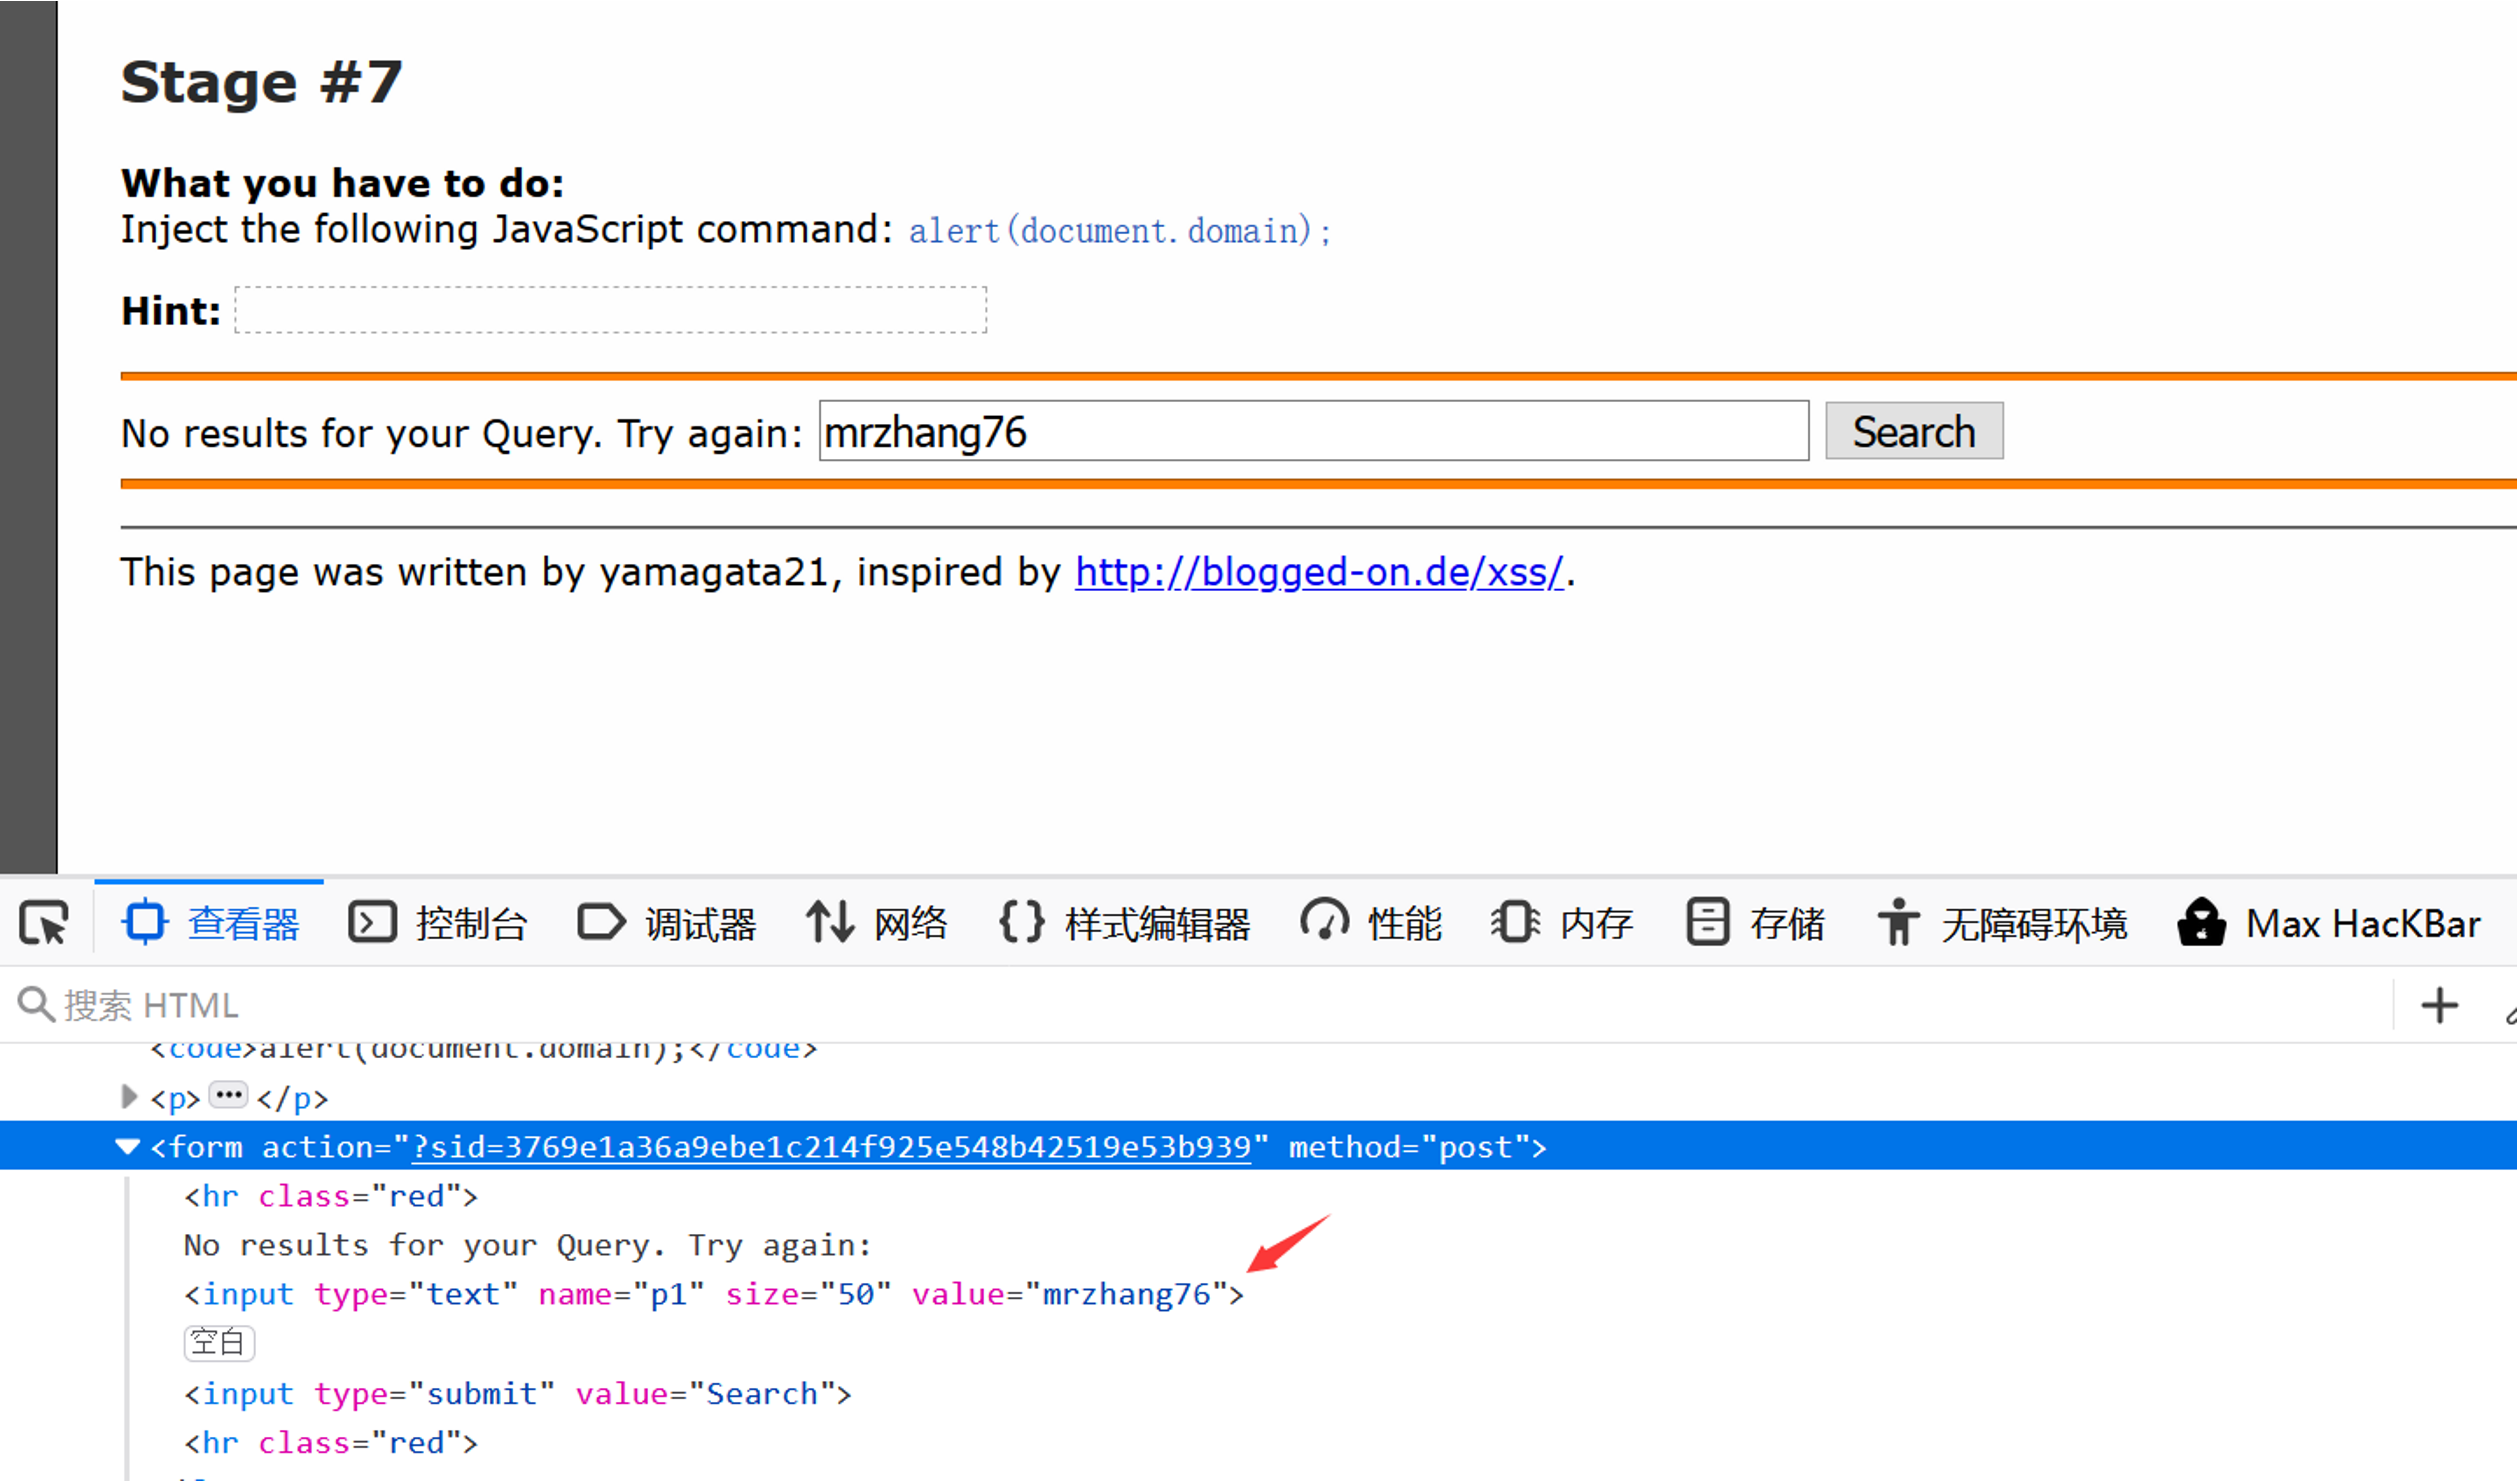 Stage #7
What you have to do:
Inject the following JavaScript command: alert(document.domain);
Hint:
No results for your Query. Try again: mrzhang76 Search
This page was written by yamagata21, inspired by http://blogged-on.de/xss/.
查看器 控制台 调试器 网络 {} 样式编辑器 性能 内存 存储 无障碍环境 Max HacKBar
搜索 HTML
<code>alert(document.domain);</code>
<p> ••• </p>
<form action="?sid=3769e1a36a9ebe1c214f925e548b42519e53b939" method="post">
<hr class="red">
No results for your Query. Try again:
<input type="text" name="p1" size="50" value="mrzhang76">
空白
<input type="submit" value="Search">
<hr class="red">